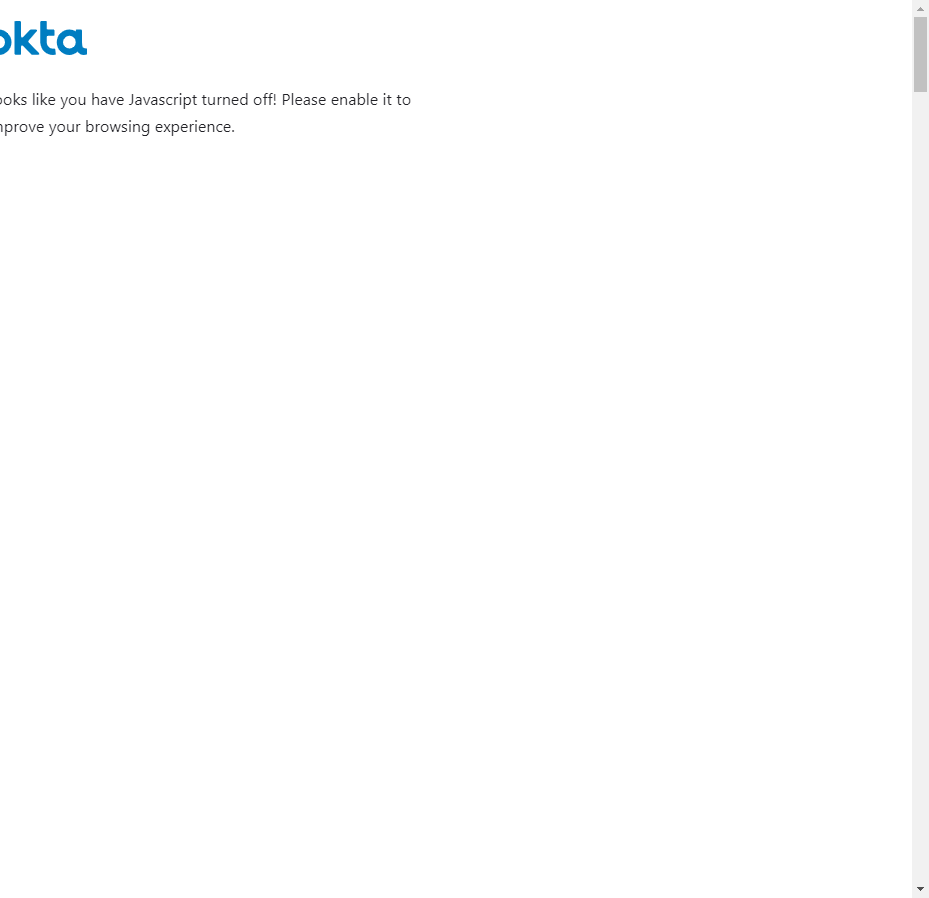 okta
ooks like you have Javascript turned off! Please enable it to
nprove your browsing experience.